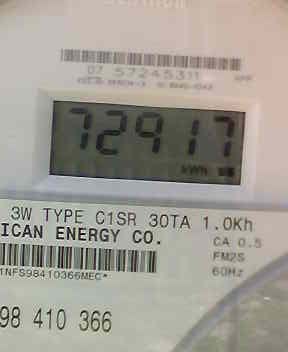 07 57245311
72917
kWh
3W TYPE C1SR 30TA 1.0Kh
ICAN ENERGY CO.
CA 0.5
FM2S
60Hz
1NFS98410366MEC*
98 410 366